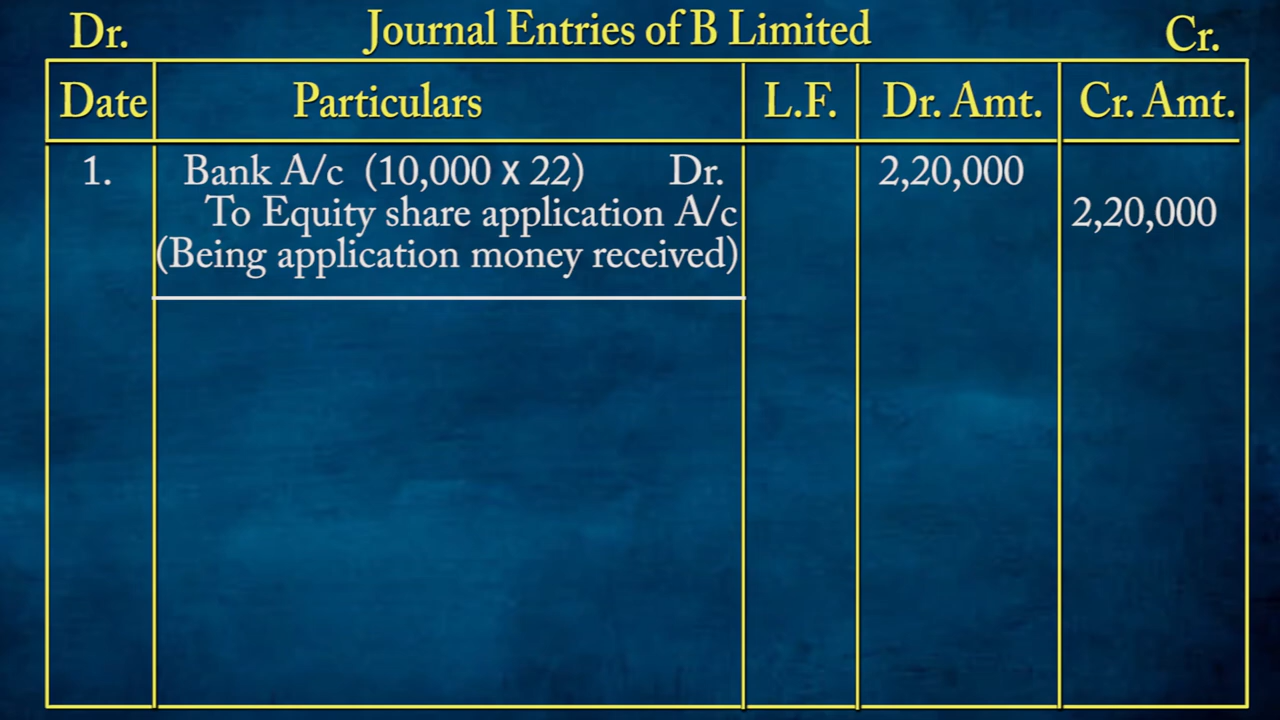 Dr. Journal Entries of B Limited Cr.
Date Particulars L.F. Dr. Amt. Cr. Amt.
1. Bank A/c (10,000 x 22) Dr. 2,20,000
To Equity share application A/c 2,20,000
(Being application money received)